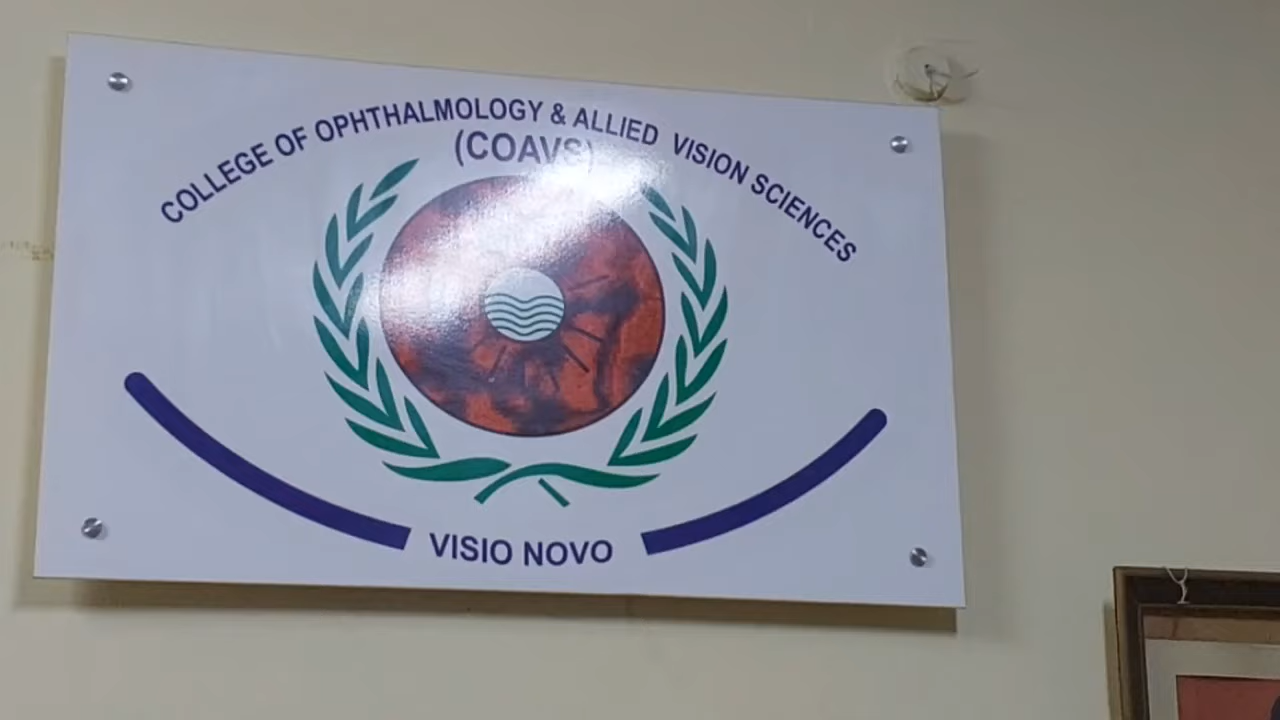 COLLEGE OF OPHTHALMOLOGY & ALLIED VISION SCIENCES
(COAVS)
VISIO NOVO